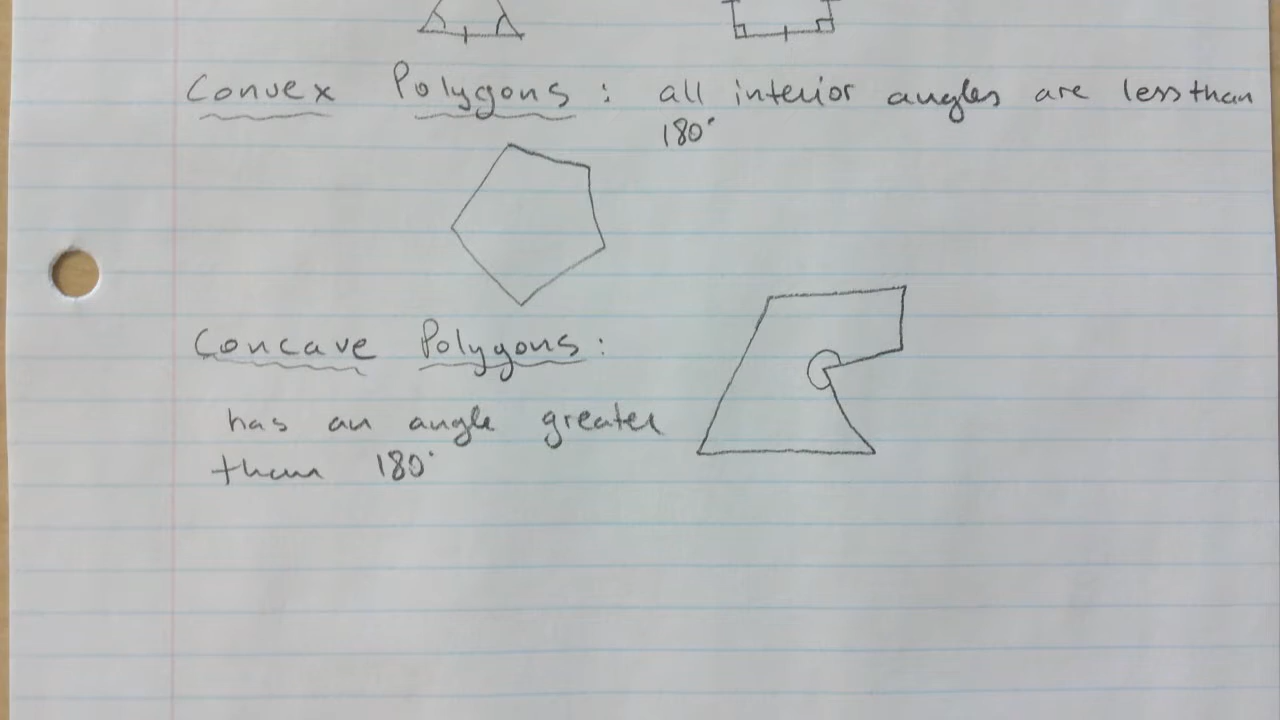 Convex Polygons : all interior angles are less than
180°
Concave Polygons :
has an angle greater
than 180°